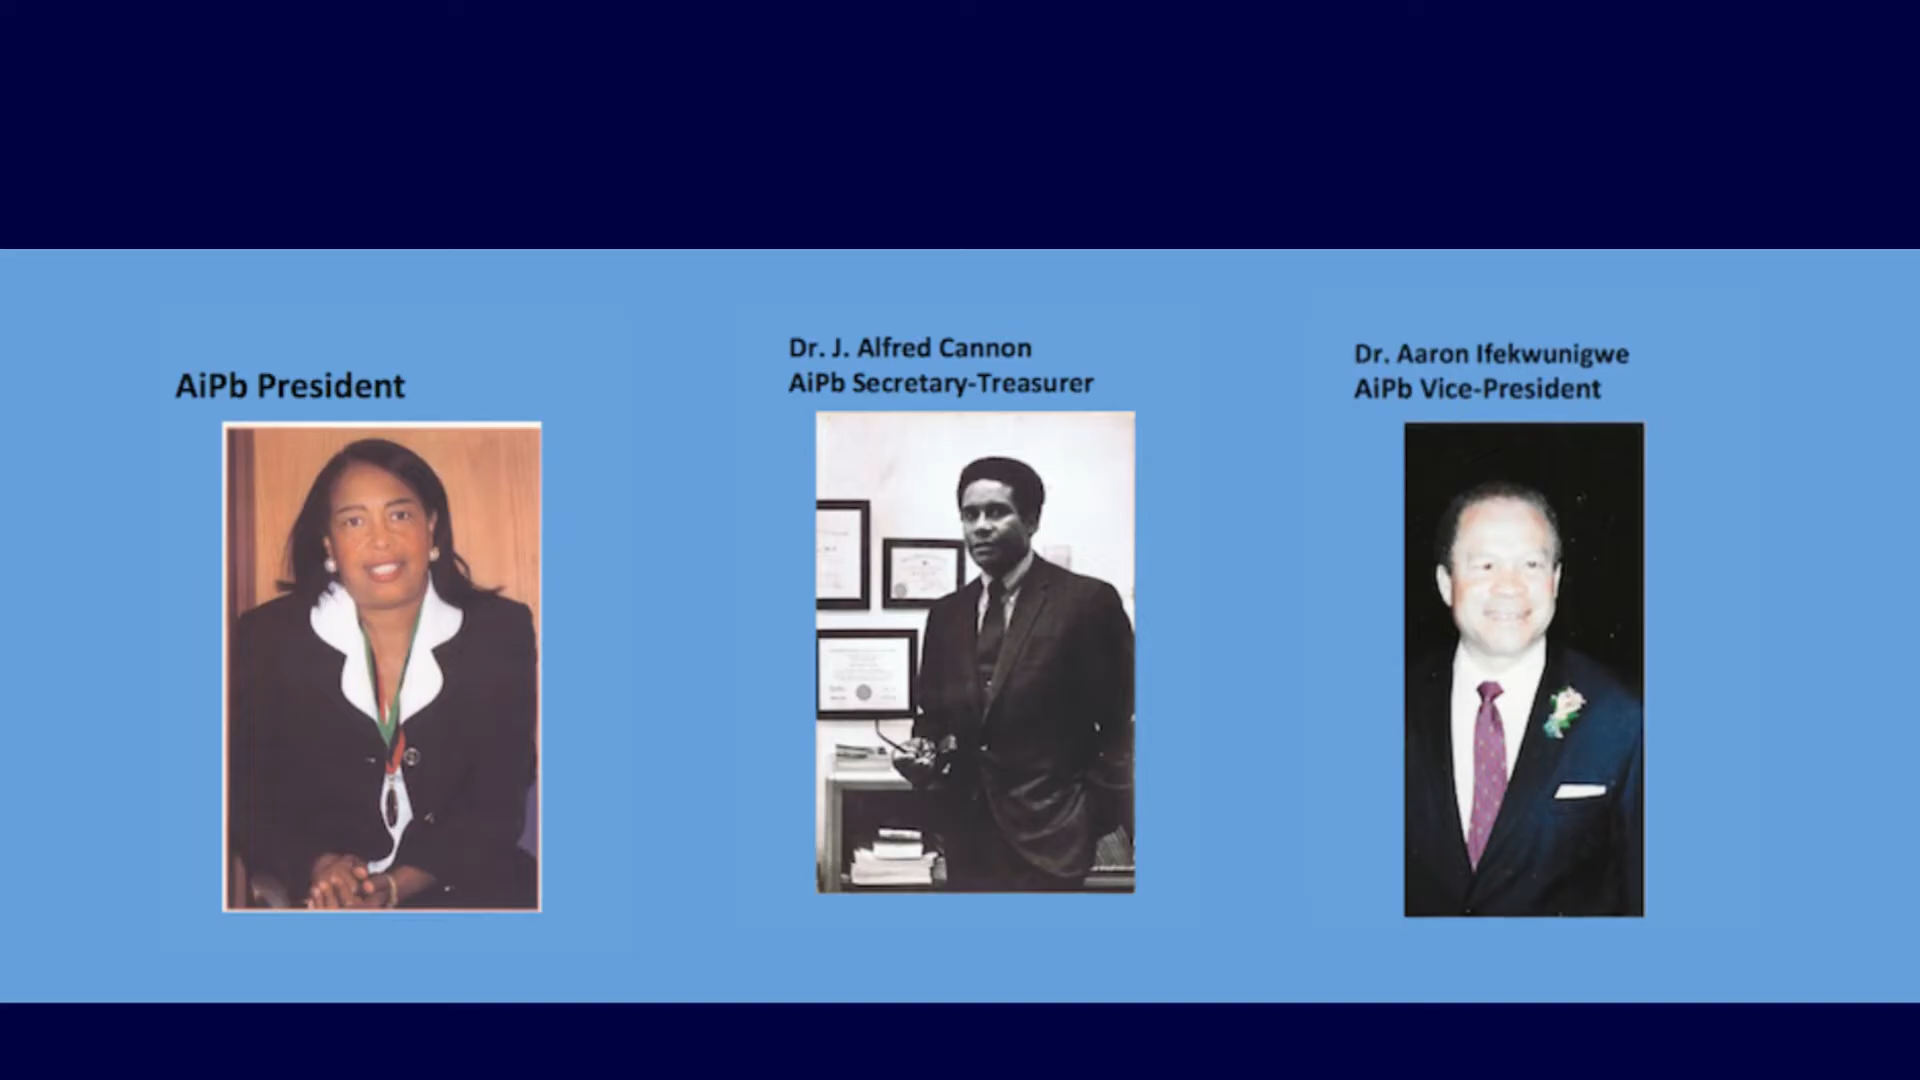 AiPb President
Dr. J. Alfred Cannon
AiPb Secretary-Treasurer
Dr. Aaron Ifekwunigwe
AiPb Vice-President